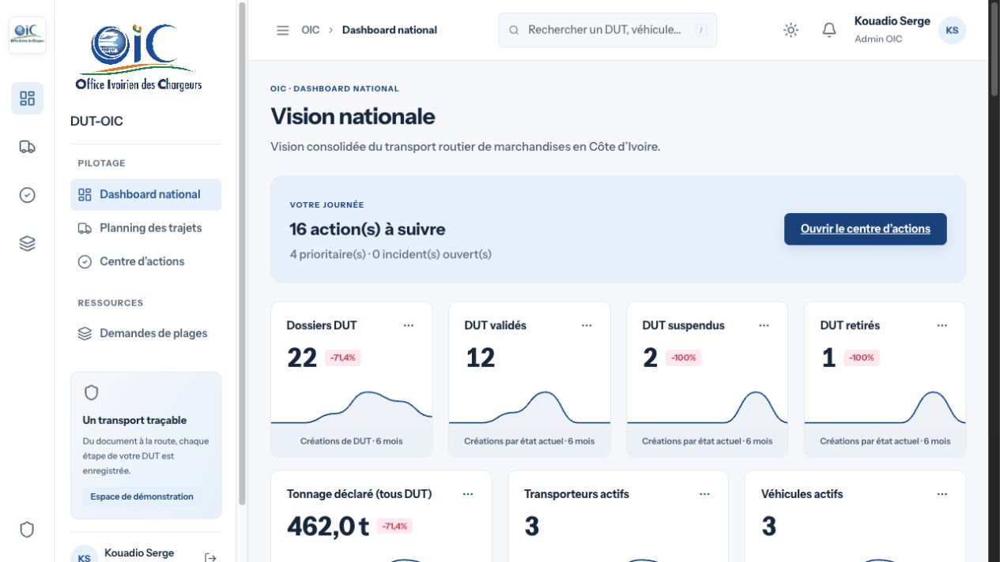 OiC
Office Ivoirien des Chargeurs
OiC
Office Ivoirien des Chargeurs
DUT-OIC
PILOTAGE
Dashboard national
Planning des trajets
Centre d’actions
RESSOURCES
Demandes de plages
Un transport traçable
Du document à la route, chaque
étape de votre DUT est
enregistrée.
Espace de démonstration
KS
Kouadio Serge
OIC
Dashboard national
Rechercher un DUT, véhicule...
/
Kouadio Serge
Admin OIC
KS
OIC · DASHBOARD NATIONAL
Vision nationale
Vision consolidée du transport routier de marchandises en Côte d’Ivoire.
VOTRE JOURNÉE
16 action(s) à suivre
4 prioritaire(s) · 0 incident(s) ouvert(s)
Ouvrir le centre d’actions
Dossiers DUT
22 -71,4%
Créations de DUT · 6 mois
DUT validés
12
Créations par état actuel · 6 mois
DUT suspendus
2 -100%
Créations par état actuel · 6 mois
DUT retirés
1 -100%
Créations par état actuel · 6 mois
Tonnage déclaré (tous DUT)
462,0 t -71,4%
Transporteurs actifs
3
Véhicules actifs
3